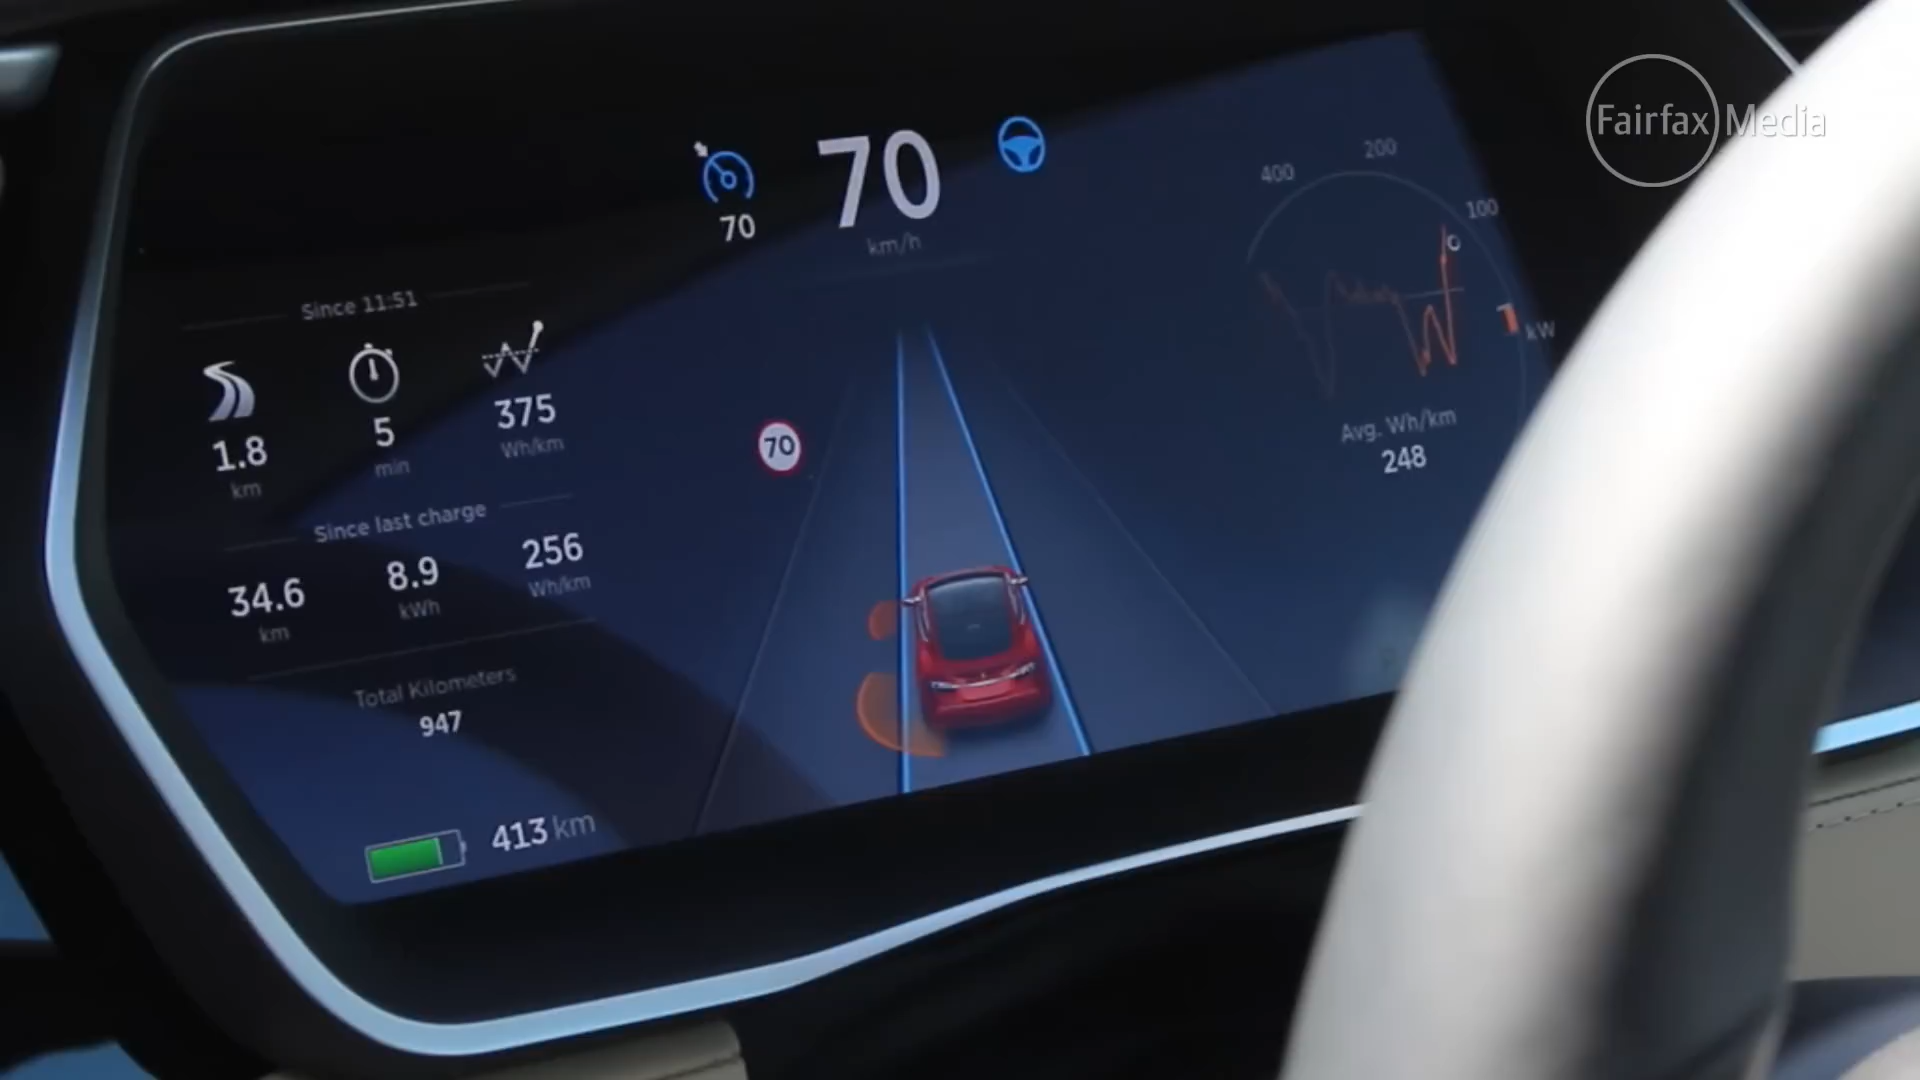 Fairfax Media
70
70
km/h
Since 11:51
1.8
km
5
min
375
Wh/km
Since last charge
34.6
km
8.9
kWh
256
Wh/km
Total Kilometers
947
413 km
70
400
200
100
kW
Avg. Wh/km
248